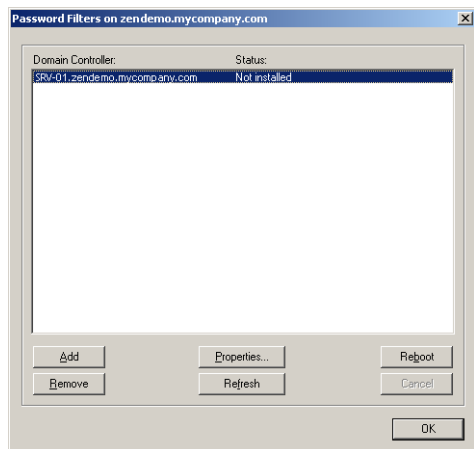 Password Filters on zendemo.mycompany.com
Domain Controller: Status:
SRV-01.zendemo.mycompany.com Not installed
Add Properties... Reboot
Remove Refresh Cancel
OK